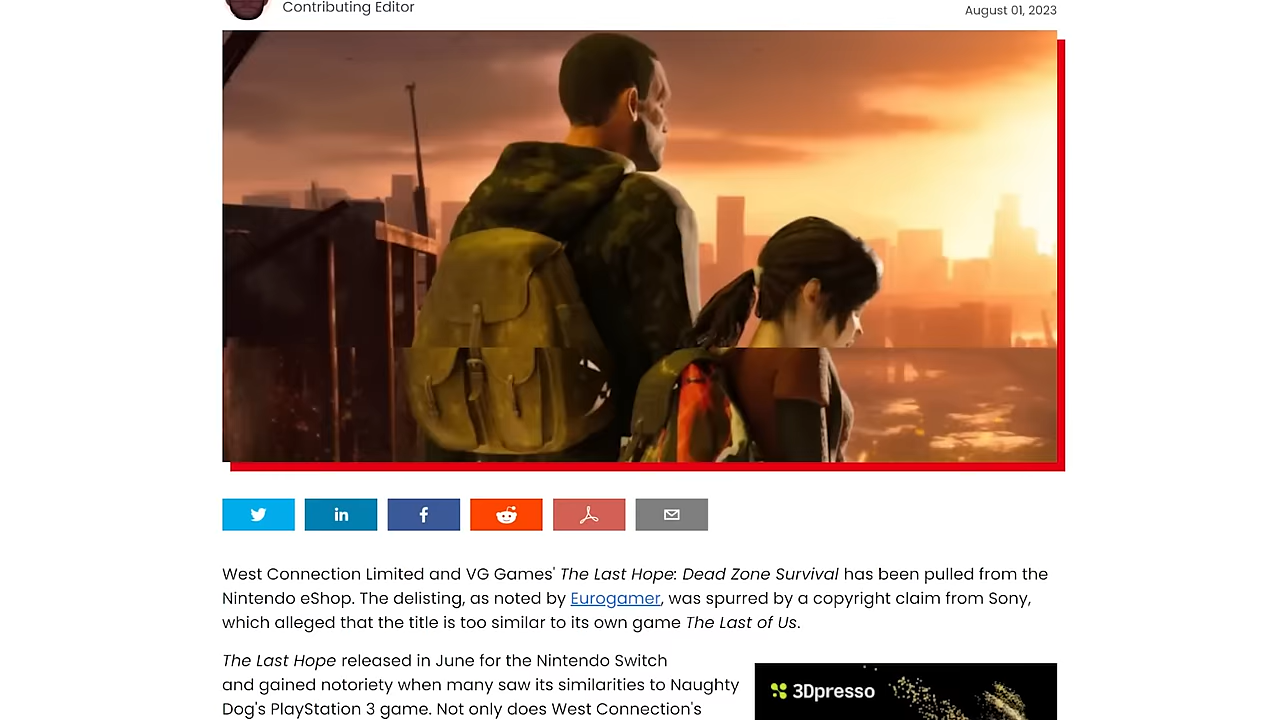 Contributing Editor
August 01, 2023
in
f
West Connection Limited and VG Games' The Last Hope: Dead Zone Survival has been pulled from the
Nintendo eShop. The delisting, as noted by Eurogamer, was spurred by a copyright claim from Sony,
which alleged that the title is too similar to its own game The Last of Us.
The Last Hope released in June for the Nintendo Switch
and gained notoriety when many saw its similarities to Naughty
Dog's PlayStation 3 game. Not only does West Connection's
3Dpresso